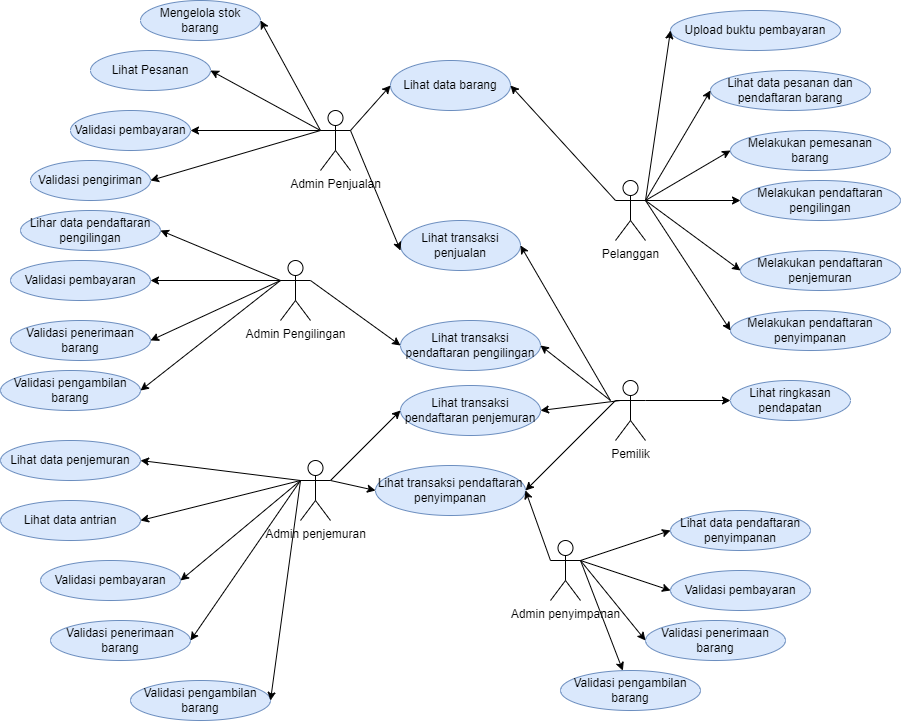 Mengelola stok
barang
Upload buktu pembayaran
Lihat Pesanan
Lihat data barang
Lihat data pesanan dan
pendaftaran barang
Validasi pembayaran
Melakukan pemesanan
barang
Validasi pengiriman
Admin Penjualan
Melakukan pendaftaran
pengilingan
Lihar data pendaftaran
pengilingan
Lihat transaksi
penjualan
Pelanggan
Melakukan pendaftaran
penjemuran
Validasi pembayaran
Admin Pengilingan
Melakukan pendaftaran
penyimpanan
Validasi penerimaan
barang
Lihat transaksi
pendaftaran pengilingan
Validasi pengambilan
barang
Lihat transaksi
pendaftaran penjemuran
Lihat ringkasan
pendapatan
Pemilik
Lihat data penjemuran
Lihat transaksi pendaftaran
penyimpanan
Lihat data antrian
Admin penjemuran
Lihat data pendaftaran
penyimpanan
Validasi pembayaran
Validasi pembayaran
Admin penyimpanan
Validasi penerimaan
barang
Validasi penerimaan
barang
Validasi pengambilan
barang
Validasi pengambilan
barang